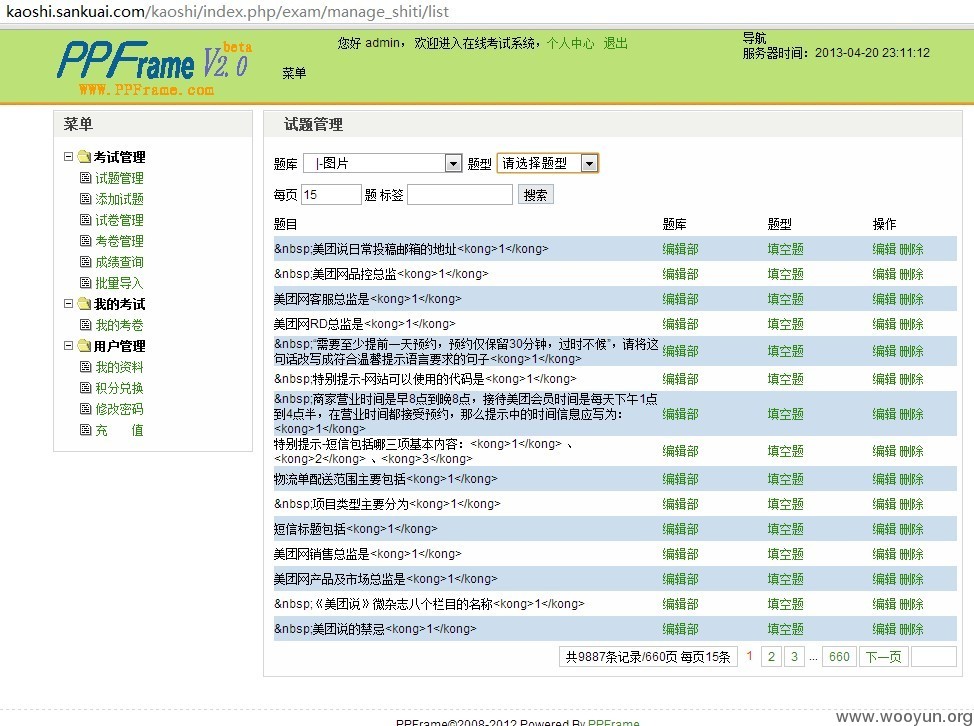 kaoshi.sankuai.com/kaoshi/index.php/exam/manage_shiti/list
PPFrame V2.0 beta
www.PPFrame.com
您好 admin，欢迎进入在线考试系统，个人中心 退出
菜单
导航
服务器时间：2013-04-20 23:11:12
菜单
考试管理
试题管理
添加试题
试卷管理
考卷管理
成绩查询
批量导入
我的考试
我的考卷
用户管理
我的资料
积分兑换
修改密码
充 值
试题管理
题库 |-图片 题型 请选择题型
每页 15 题 标签 搜索
题目 题库 题型 操作
&nbsp;美团说日常投稿邮箱的地址<kong>1</kong> 编辑部 填空题 编辑 删除
&nbsp;美团网品控总监<kong>1</kong> 编辑部 填空题 编辑 删除
美团网客服总监是<kong>1</kong> 编辑部 填空题 编辑 删除
美团网RD总监是<kong>1</kong> 编辑部 填空题 编辑 删除
&nbsp;“需要至少提前一天预约，预约仅保留30分钟，过时不候”，请将这
句话改写成符合温馨提示语言要求的句子<kong>1</kong> 编辑部 填空题 编辑 删除
&nbsp;特别提示-网站可以使用的代码是<kong>1</kong> 编辑部 填空题 编辑 删除
&nbsp;商家营业时间是早8点到晚8点，接待美团会员时间是每天下午1点
到4点半，在营业时间都接受预约，那么提示中的时间信息应写为： 编辑部 填空题 编辑 删除
<kong>1</kong>
特别提示-短信包括哪三项基本内容：<kong>1</kong> 、
<kong>2</kong> 、<kong>3</kong> 编辑部 填空题 编辑 删除
物流单配送范围主要包括<kong>1</kong> 编辑部 填空题 编辑 删除
&nbsp;项目类型主要分为<kong>1</kong> 编辑部 填空题 编辑 删除
短信标题包括<kong>1</kong> 编辑部 填空题 编辑 删除
美团网销售总监是<kong>1</kong> 编辑部 填空题 编辑 删除
美团网产品及市场总监是<kong>1</kong> 编辑部 填空题 编辑 删除
&nbsp;《美团说》微杂志八个栏目的名称<kong>1</kong> 编辑部 填空题 编辑 删除
&nbsp;美团说的禁忌<kong>1</kong> 编辑部 填空题 编辑 删除
共9887条记录/660页 每页15条 1 2 3 ... 660 下一页
PPFrame©2008-2012 Powered By PPFrame
www.wooyun.org